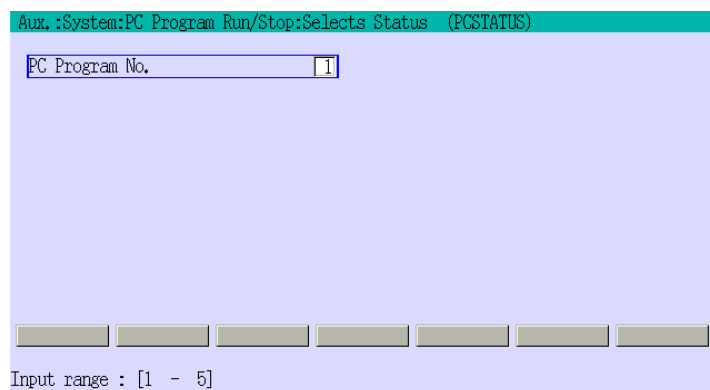 Aux.:System:PC Program Run/Stop:Selects Status (PCSTATUS)
PC Program No. 1
Input range : [1 - 5]